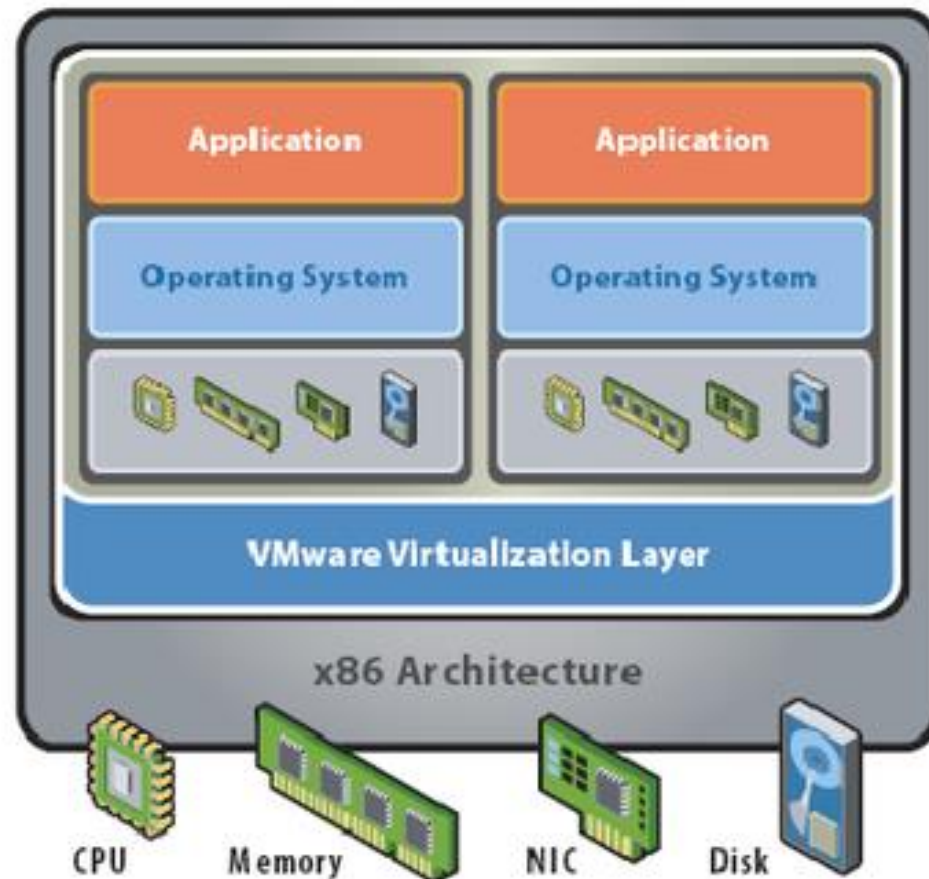 Application Application
Operating System Operating System
VMware Virtualization Layer
x86 Architecture
CPU Memory NIC Disk